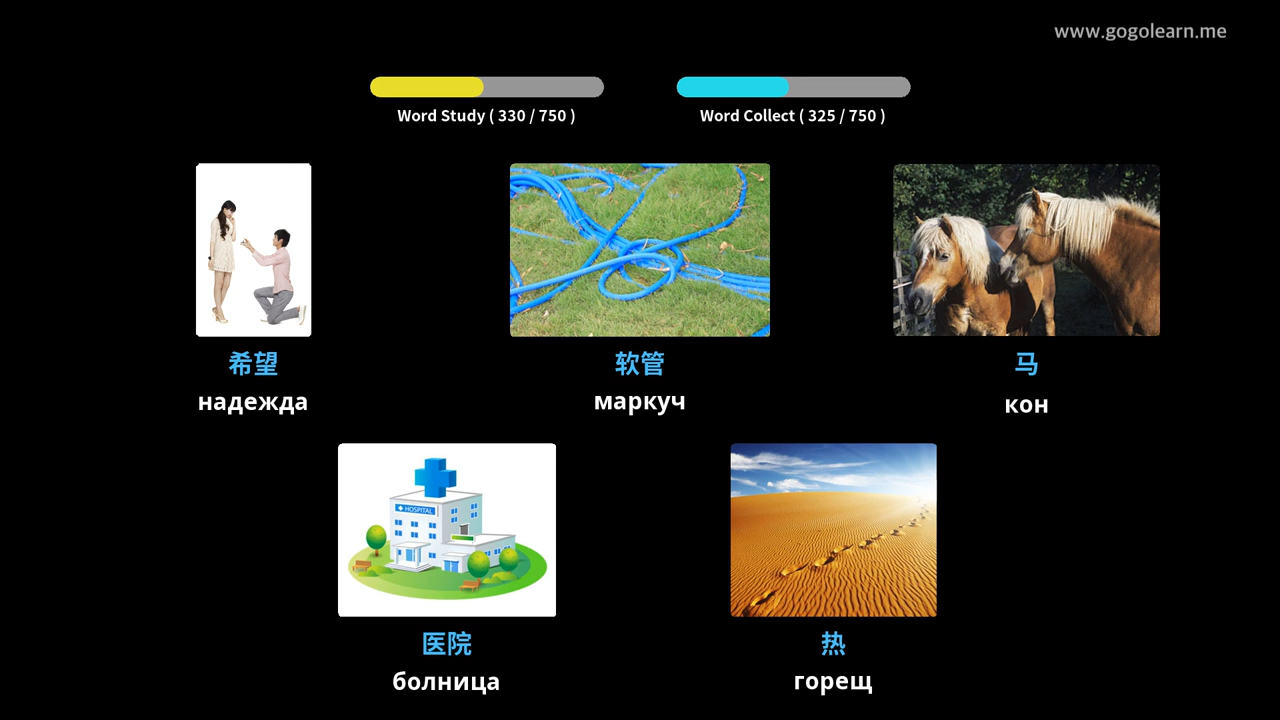 www.gogolearn.me
Word Study ( 330 / 750 )
Word Collect ( 325 / 750 )
希望
надежда
软管
маркуч
马
кон
HOSPITAL
医院
болница
热
горещ